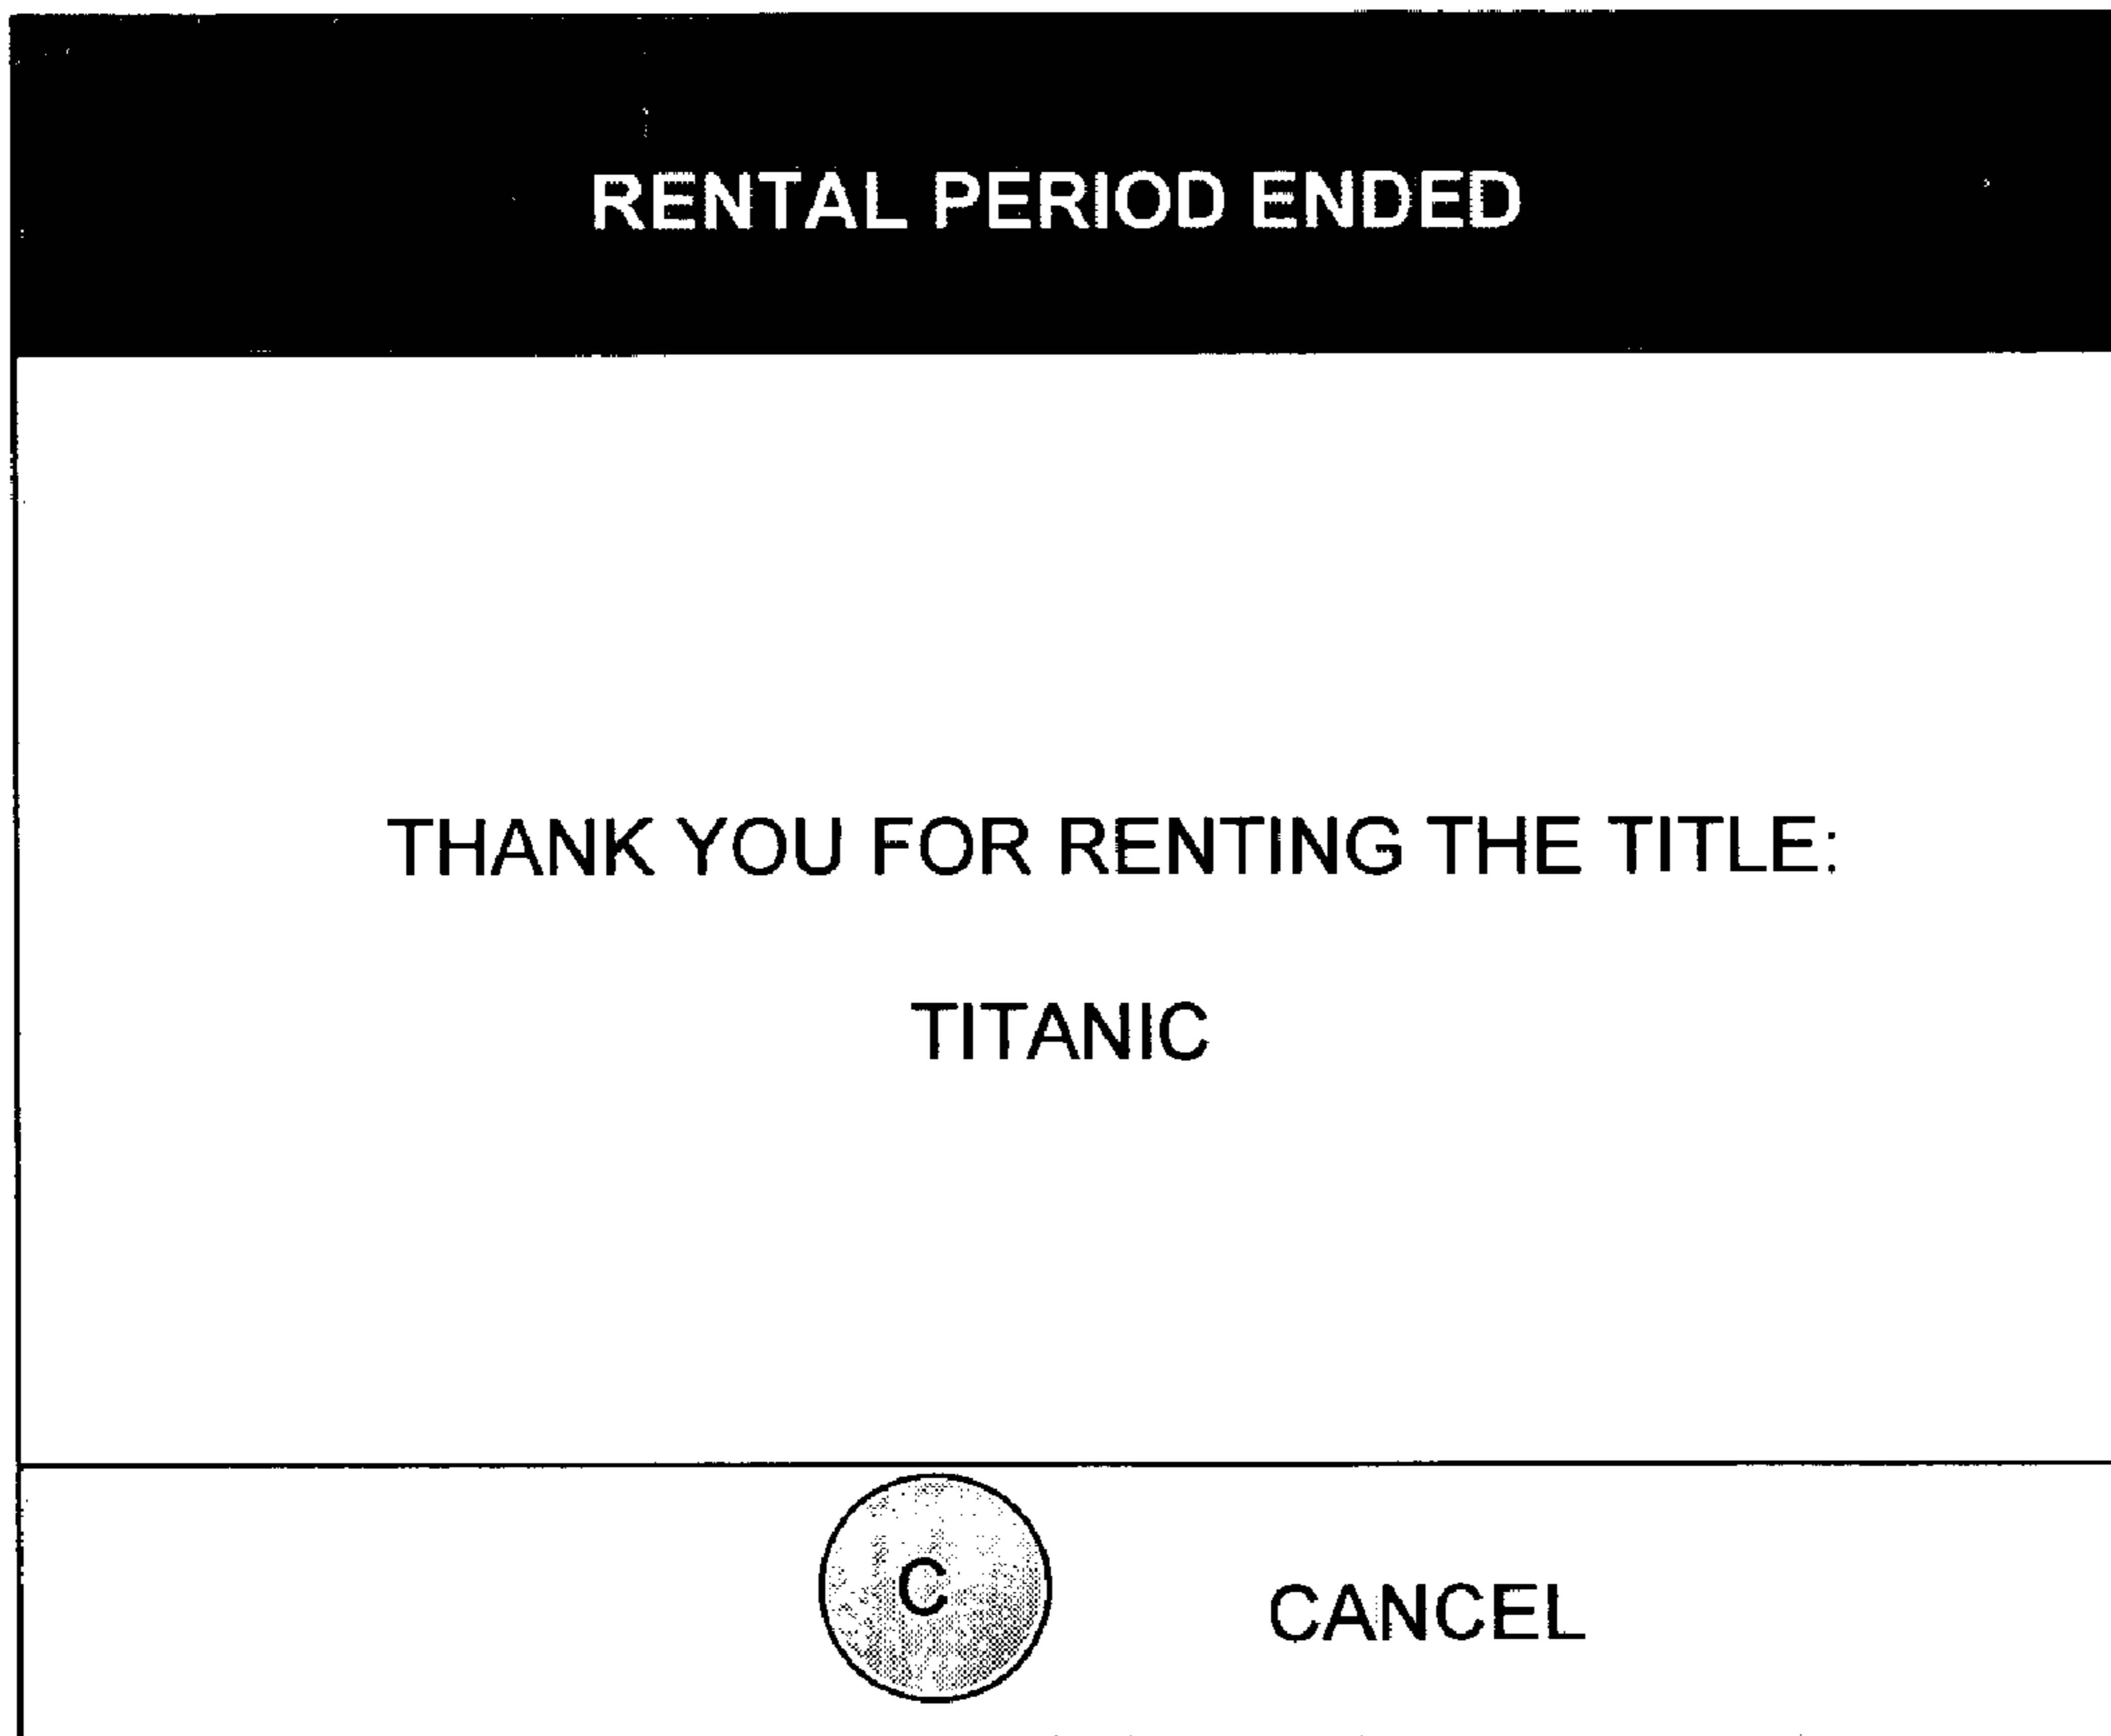 RENTAL PERIOD ENDED
THANK YOU FOR RENTING THE TITLE:
TITANIC
C CANCEL